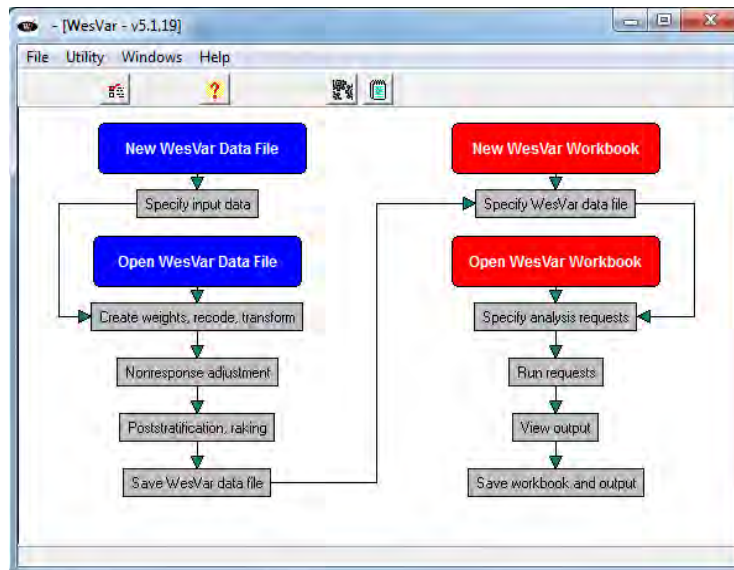 - [WesVar - v5.1.19]
File Utility Windows Help
?
New WesVar Data File
Specify input data
Open WesVar Data File
Create weights, recode, transform
Nonresponse adjustment
Poststratification, raking
Save WesVar data file
New WesVar Workbook
Specify WesVar data file
Open WesVar Workbook
Specify analysis requests
Run requests
View output
Save workbook and output